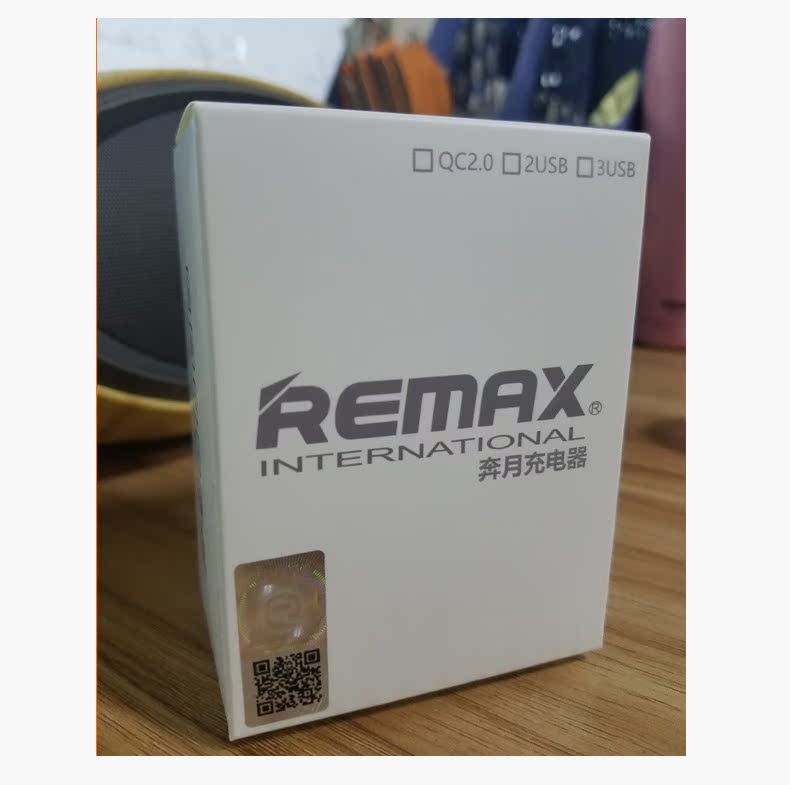 ☐QC2.0 ☐2USB ☐3USB
REMAX®
INTERNATIONAL
奔月充电器